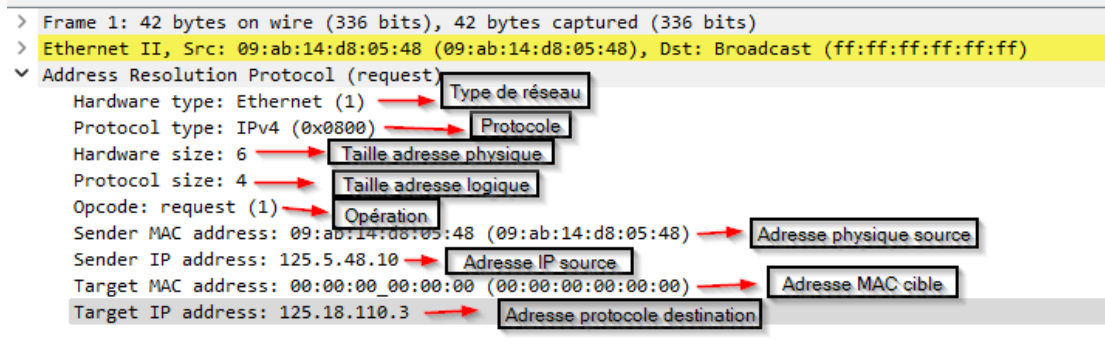 Frame 1: 42 bytes on wire (336 bits), 42 bytes captured (336 bits)
Ethernet II, Src: 09:ab:14:d8:05:48 (09:ab:14:d8:05:48), Dst: Broadcast (ff:ff:ff:ff:ff:ff)
Address Resolution Protocol (request)
Hardware type: Ethernet (1) Type de réseau
Protocol type: IPv4 (0x0800) Protocole
Hardware size: 6 Taille adresse physique
Protocol size: 4 Taille adresse logique
Opcode: request (1) Opération
Sender MAC address: 09:ab:14:d8:05:48 (09:ab:14:d8:05:48) Adresse physique source
Sender IP address: 125.5.48.10 Adresse IP source
Target MAC address: 00:00:00_00:00:00 (00:00:00:00:00:00) Adresse MAC cible
Target IP address: 125.18.110.3 Adresse protocole destination